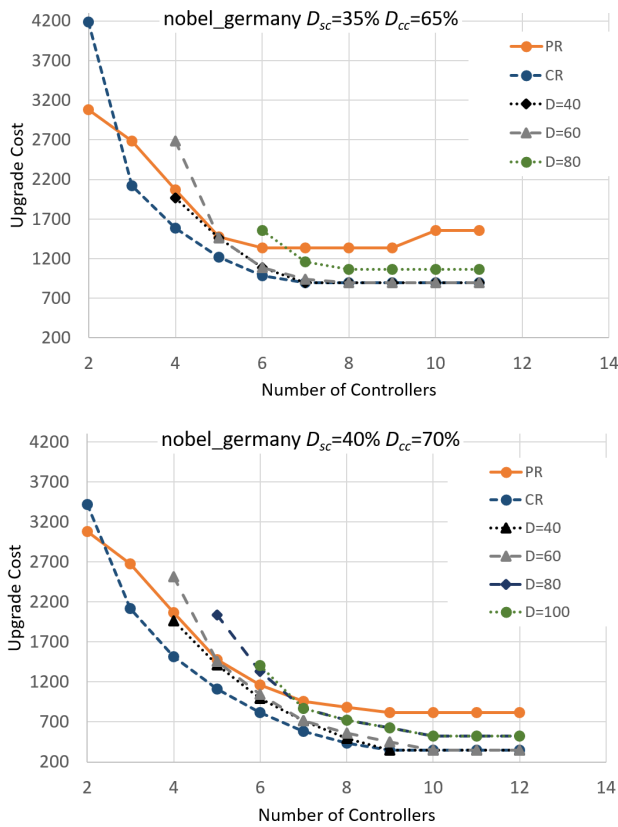 nobel_germany Dsc=35% Dcc=65%
4200
3700
3200
2700
2200
1700
1200
700
200
Upgrade Cost
PR
CR
D=40
D=60
D=80
2 4 6 8 10 12 14
Number of Controllers
nobel_germany Dsc=40% Dcc=70%
4200
3700
3200
2700
2200
1700
1200
700
200
Upgrade Cost
PR
CR
D=40
D=60
D=80
D=100
2 4 6 8 10 12 14
Number of Controllers